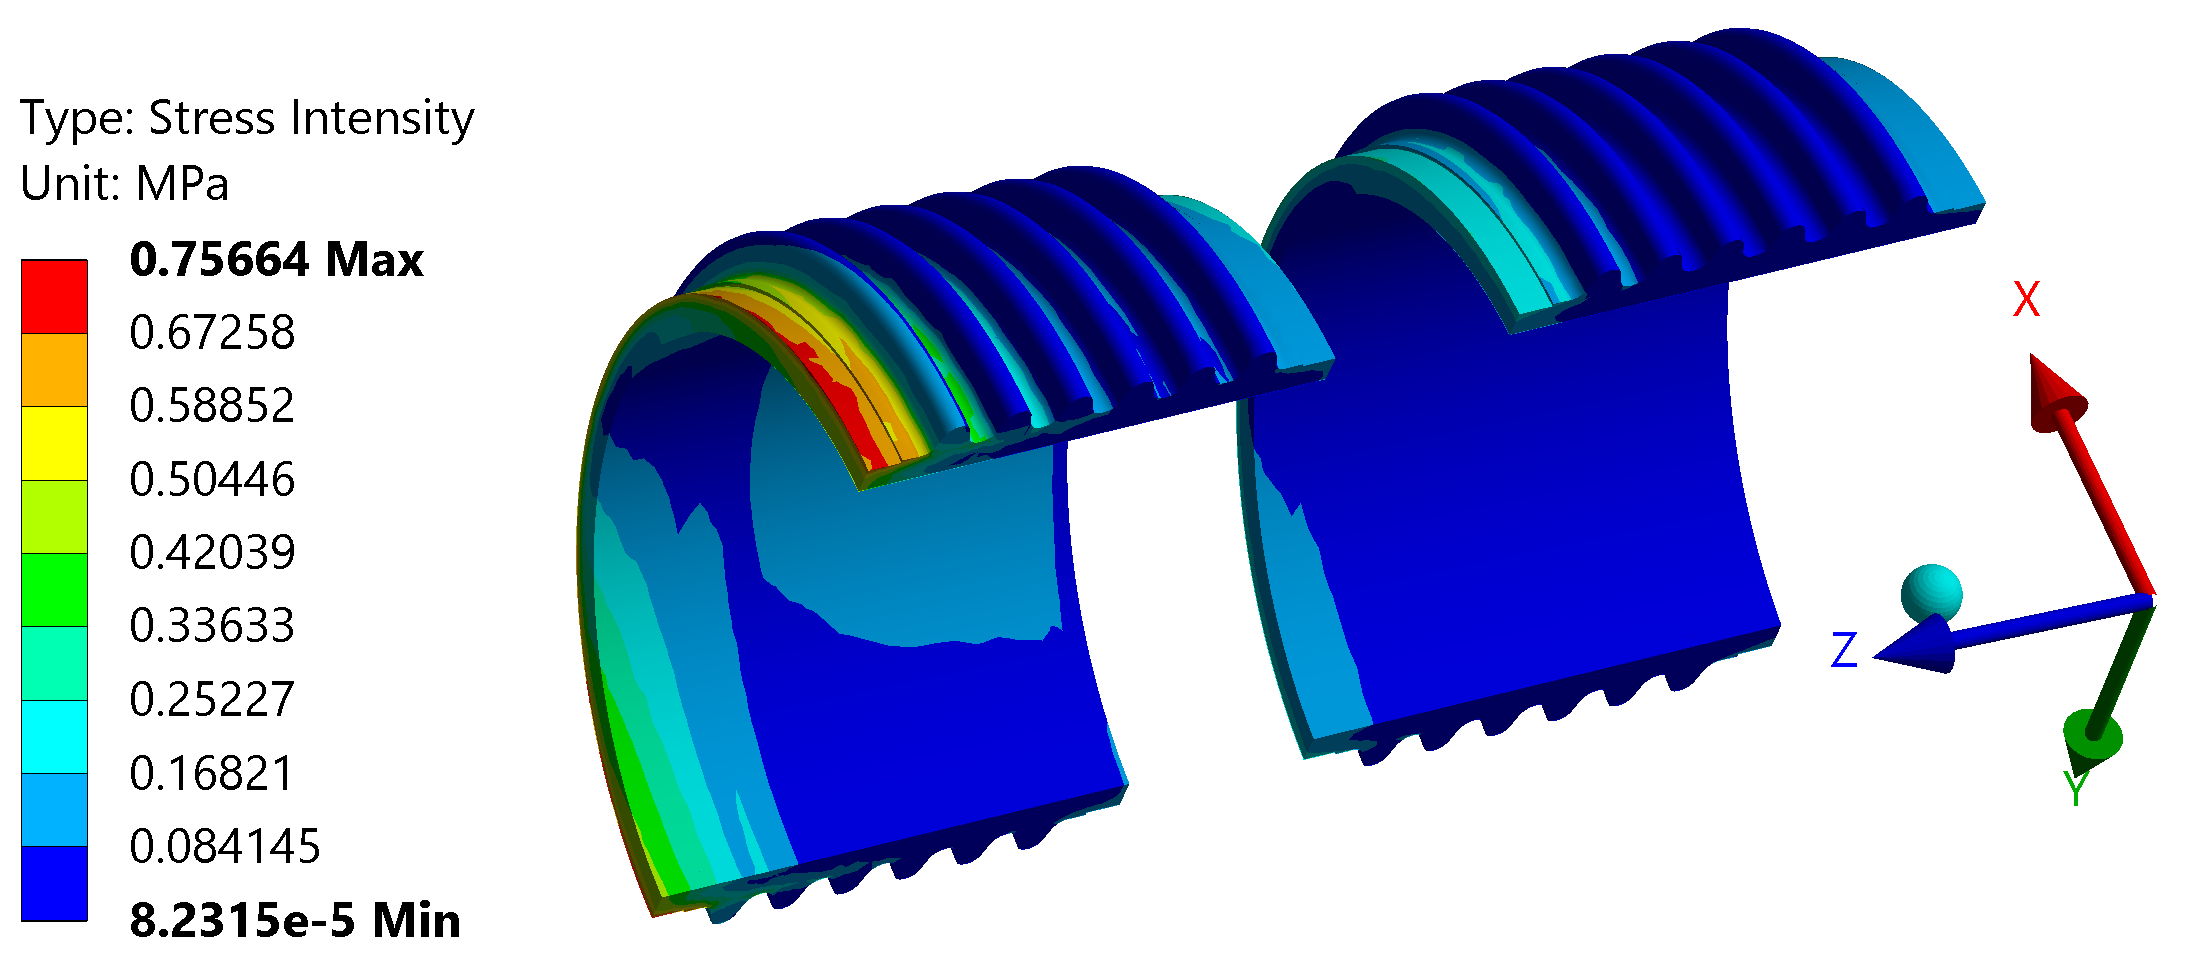 Type: Stress Intensity
Unit: MPa
0.75664 Max
0.67258
0.58852
0.50446
0.42039
0.33633
0.25227
0.16821
0.084145
8.2315e-5 Min
X
Z
Y